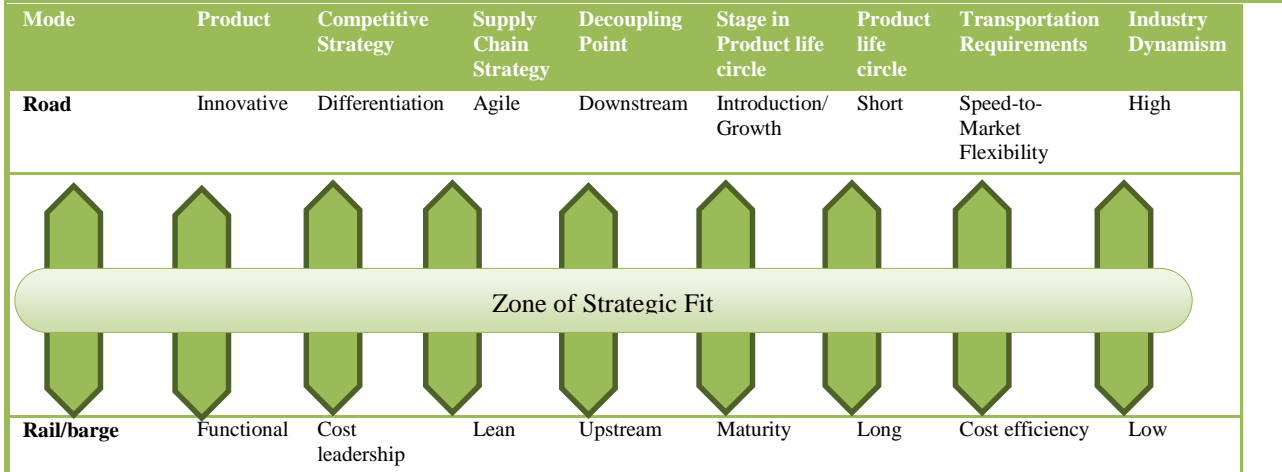 Mode Product Competitive Strategy Supply Chain Strategy Decoupling Point Stage in Product life circle Product life circle Transportation Requirements Industry Dynamism
Road Innovative Differentiation Agile Downstream Introduction/ Growth Short Speed-to-Market Flexibility High
Zone of Strategic Fit
Rail/barge Functional Cost leadership Lean Upstream Maturity Long Cost efficiency Low